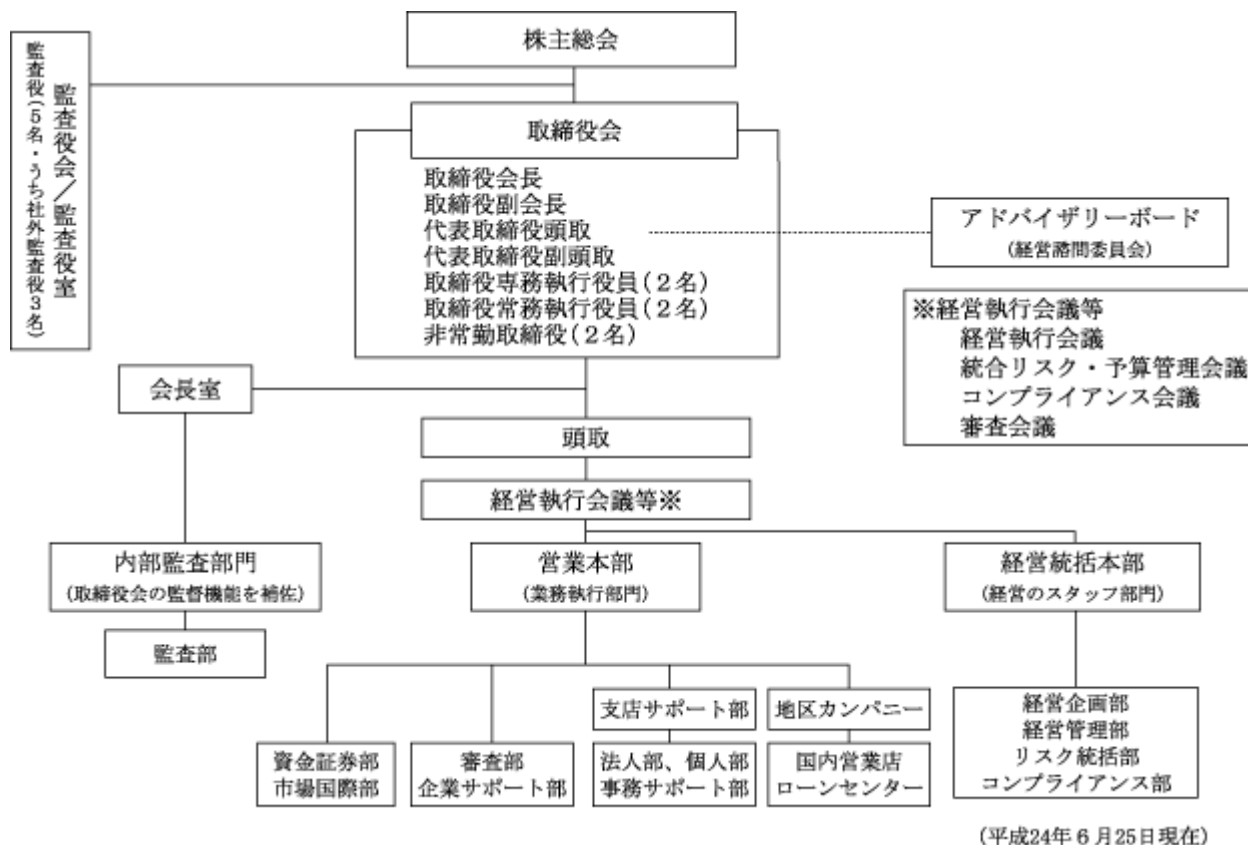 株主総会
監査役会／監査役室
監査役(５名・うち社外監査役３名)
取締役会
取締役会長
取締役副会長
代表取締役頭取
代表取締役副頭取
取締役専務執行役員(２名)
取締役常務執行役員(２名)
非常勤取締役(２名)
アドバイザリーボード
(経営諮問委員会)
※経営執行会議等
経営執行会議
統合リスク・予算管理会議
コンプライアンス会議
審査会議
会長室
頭取
経営執行会議等※
内部監査部門
(取締役会の監督機能を補佐)
監査部
営業本部
(業務執行部門)
経営統括本部
(経営のスタッフ部門)
資金証券部
市場国際部
審査部
企業サポート部
支店サポート部
法人部、個人部
事務サポート部
地区カンパニー
国内営業店
ローンセンター
経営企画部
経営管理部
リスク統括部
コンプライアンス部
(平成24年６月25日現在)